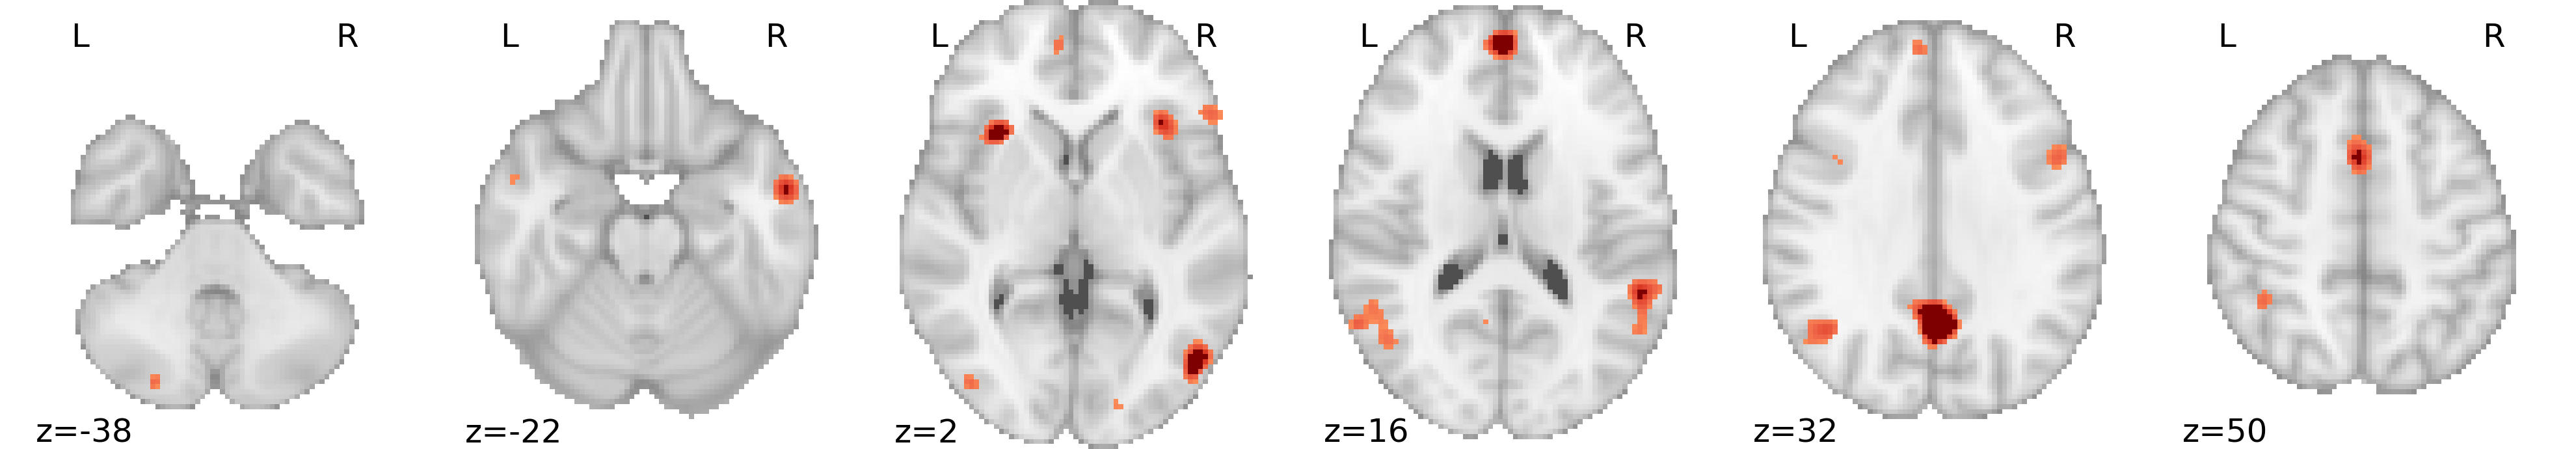 L R L R L R L R L R L R
z=-38 z=-22 z=2 z=16 z=32 z=50